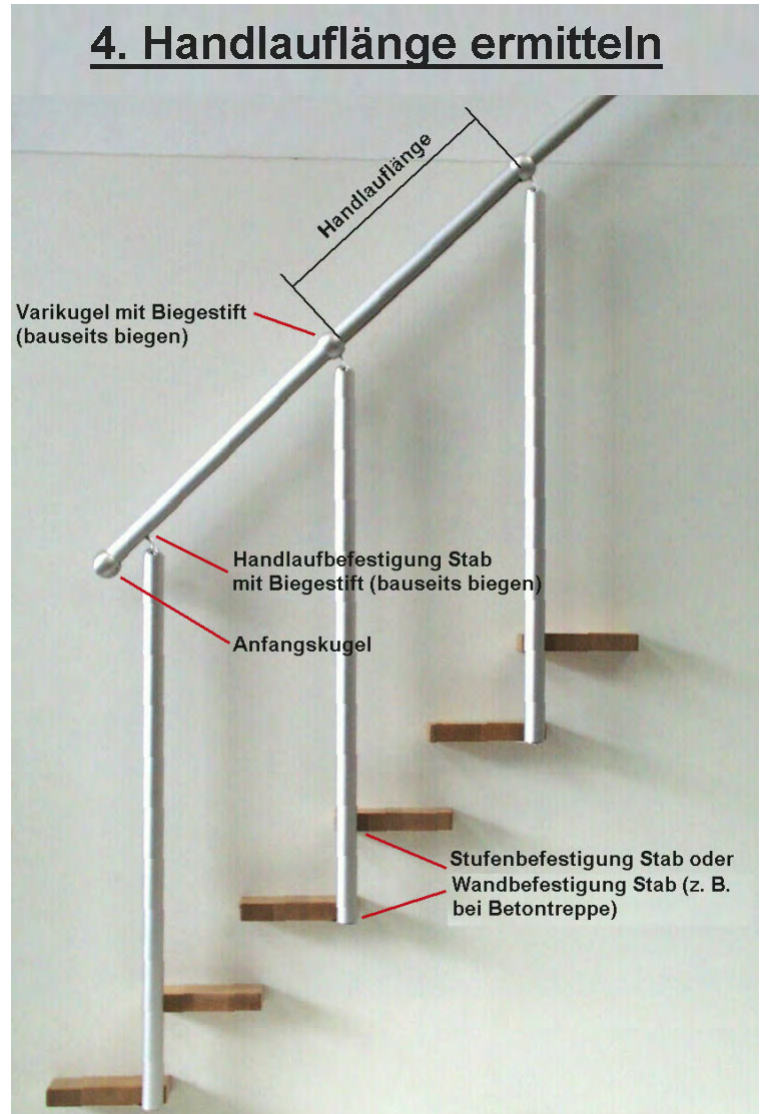 4. Handlauflänge ermitteln
Handlauflänge
Varikugel mit Biegestift
(bauseits biegen)
Handlaufbefestigung Stab
mit Biegestift (bauseits biegen)
Anfangskugel
Stufenbefestigung Stab oder
Wandbefestigung Stab (z. B.
bei Betontreppe)